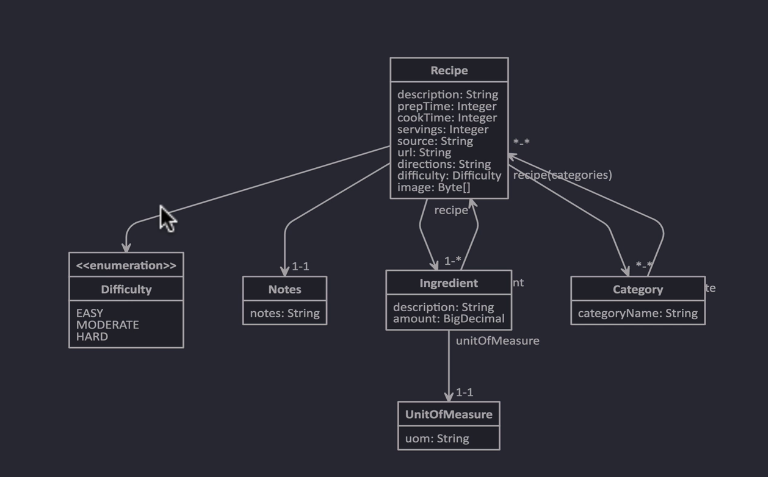 Recipe
description: String
prepTime: Integer
cookTime: Integer
servings: Integer
source: String
url: String
directions: String
difficulty: Difficulty
image: Byte[]
*-*
recipe(categories)
recipe
1-1
1-*
*-*
<<enumeration>>
Difficulty
EASY
MODERATE
HARD
Notes
notes: String
Ingredient
nt
description: String
amount: BigDecimal
Category
te
categoryName: String
unitOfMeasure
1-1
UnitOfMeasure
uom: String